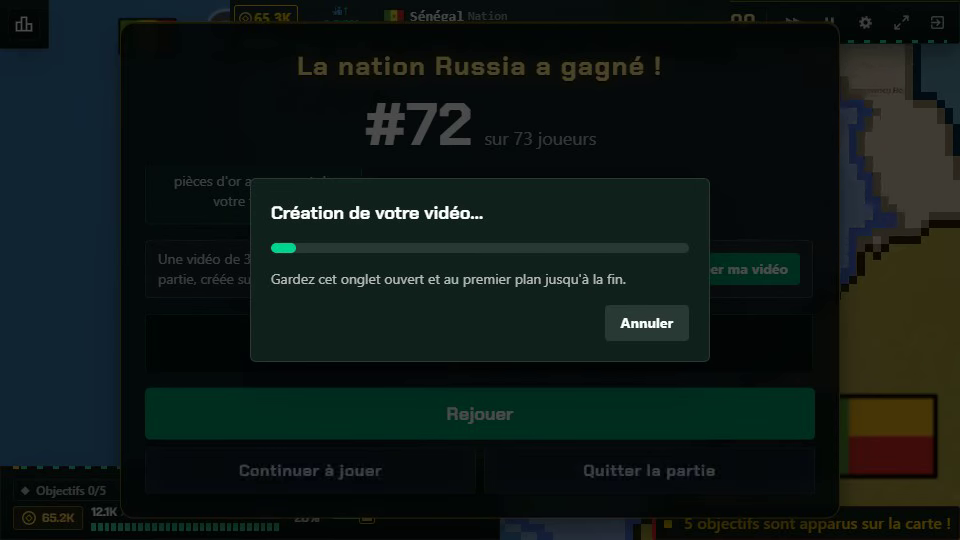 65.3K
Sénégal Nation
La nation Russia a gagné !
#72 sur 73 joueurs
pièces d'or
votre
Création de votre vidéo...
Une vidéo de 3
partie, créée
ma vidéo
Gardez cet onglet ouvert et au premier plan jusqu'à la fin.
Annuler
Rejouer
Continuer à jouer
Quitter la partie
Objectifs 0/5
65.2K
12.1K
5 objectifs sont apparus sur la carte !